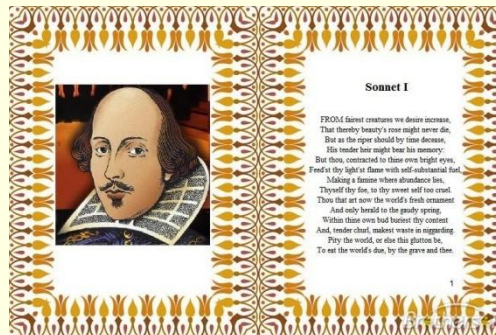 Sonnet I
FROM fairest creatures we desire increase,
That thereby beauty's rose might never die,
But as the riper should by time decease,
His tender heir might bear his memory:
But thou, contracted to thine own bright eyes,
Feed'st thy light'st flame with self-substantial fuel,
Making a famine where abundance lies,
Thyself thy foe, to thy sweet self too cruel.
Thou that art now the world's fresh ornament
And only herald to the gaudy spring,
Within thine own bud buriest thy content
And, tender churl, makest waste in niggarding.
Pity the world, or else this glutton be,
To eat the world's due, by the grave and thee.
1
Brothers